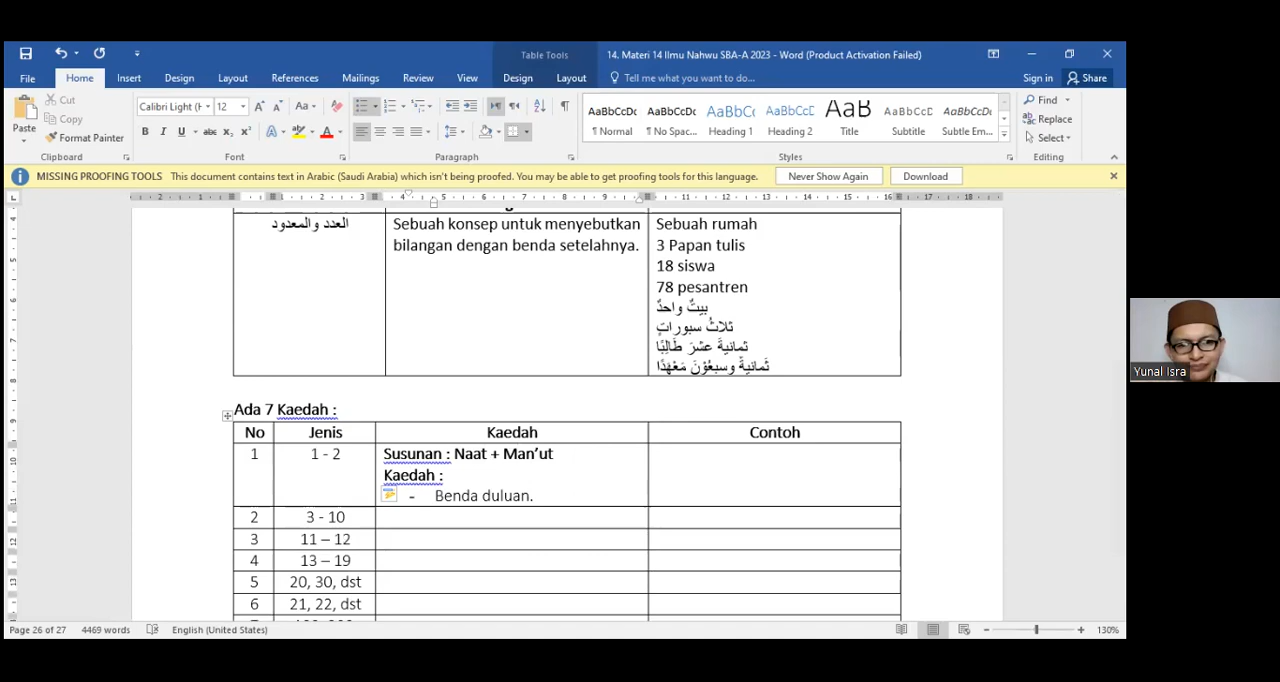 Table Tools
14. Materi 14 Ilmu Nahwu SBA-A 2023 - Word (Product Activation Failed)
File Home Insert Design Layout References Mailings Review View Design Layout Tell me what you want to do... Sign in Share
Paste
Cut
Copy
Format Painter
Calibri Light (H 12
AaBbCcDc AaBbCcDc AaBbC AaBbCcD AaB AaBbCcD AaBbCcDc
¶ Normal ¶ No Spac... Heading 1 Heading 2 Title Subtitle Subtle Em...
Find
Replace
Select
Clipboard Font Paragraph Styles Editing
MISSING PROOFING TOOLS This document contains text in Arabic (Saudi Arabia) which isn't being proofed. You may be able to get proofing tools for this language. Never Show Again Download
العدد والمعدود
Sebuah konsep untuk menyebutkan
bilangan dengan benda setelahnya.
Sebuah rumah
3 Papan tulis
18 siswa
78 pesantren
بيتٌ واحدٌ
ثلاثُ سبوراتٍ
ثمانيةَ عشرَ طَالِبًا
ثَمانيةٌ وسبعُوْنَ مَعْهَدًا
Ada 7 Kaedah :
No Jenis Kaedah Contoh
1 1 - 2 Susunan : Naat + Man’ut
Kaedah :
- Benda duluan.
2 3 - 10
3 11 – 12
4 13 – 19
5 20, 30, dst
6 21, 22, dst
Page 26 of 27 4469 words English (United States) 130%
Yunal Isra